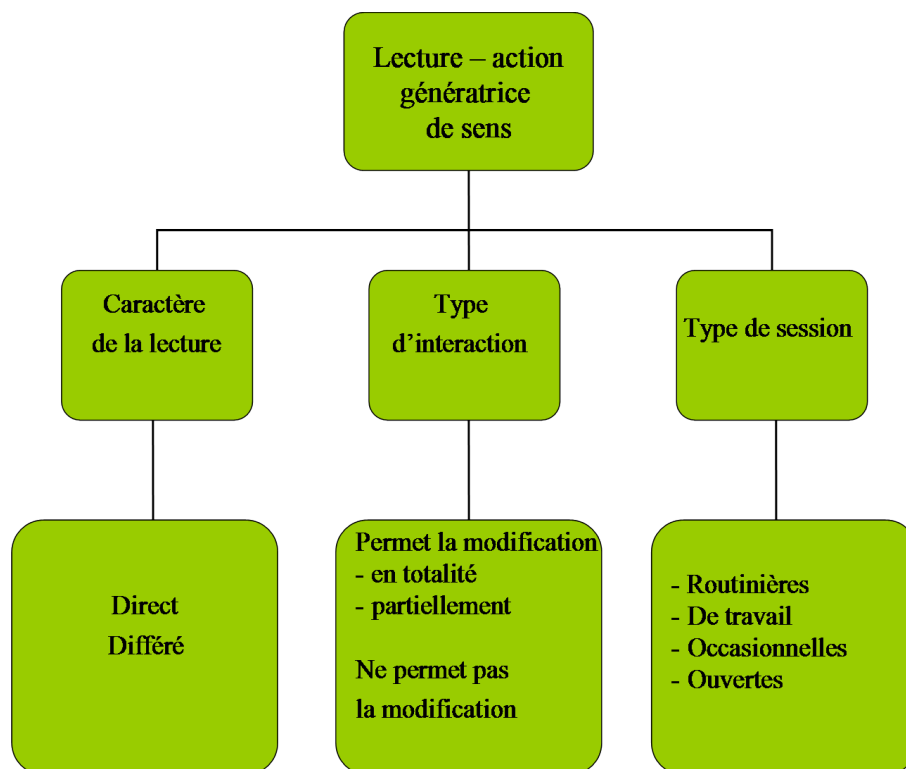 Lecture – action
génératrice
de sens
Caractère
de la lecture
Type
d’interaction
Type de session
Direct
Différé
Permet la modification
- en totalité
- partiellement
Ne permet pas
la modification
- Routinières
- De travail
- Occasionnelles
- Ouvertes